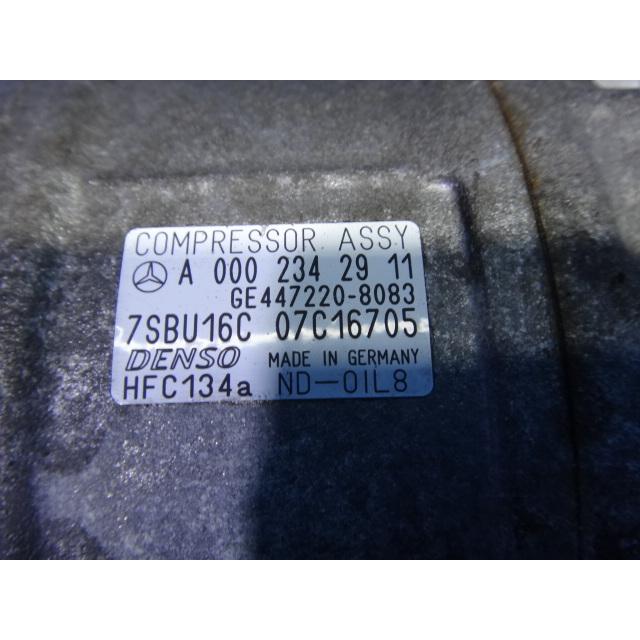 COMPRESSOR ASSY
A 000 234 29 11
GE447220-8083
7SBU16C 07C16705
DENSO MADE IN GERMANY
HFC134a ND-OIL8